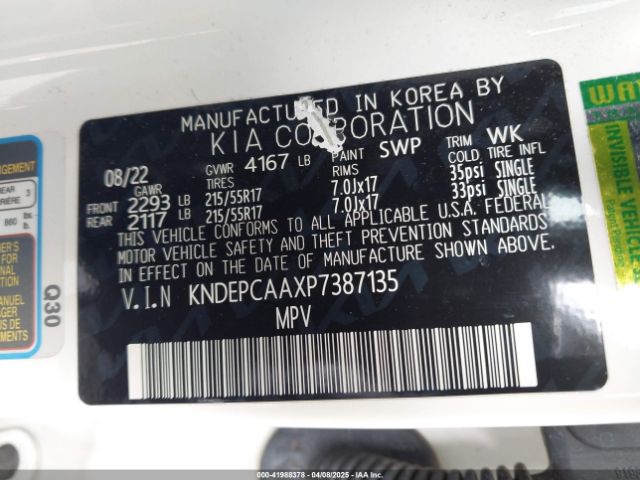 MANUFACTURED IN KOREA BY
KIA CORPORATION
08/22 GVWR 4167 LB PAINT SWP TRIM WK
GAWR TIRES RIMS COLD TIRE INFL
FRONT 2293 LB 215/55R17 7.0Jx17 35psi SINGLE
REAR 2117 LB 215/55R17 7.0Jx17 33psi SINGLE
THIS VEHICLE CONFORMS TO ALL APPLICABLE U.S.A. FEDERAL
MOTOR VEHICLE SAFETY AND THEFT PREVENTION STANDARDS
IN EFFECT ON THE DATE OF MANUFACTURE SHOWN ABOVE.
V.I.N KNDEPCAAXP7387135
MPV
Q30
3
860 lbs.
INVISIBLE VEHICLE
000-41988378 - 04/08/2025 -